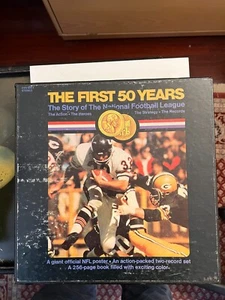 THE FIRST 50 YEARS
The Story of The National Football League
The Action • The Heroes The Strategy • The Records
A giant official NFL poster • An action-packed two-record set
• A 256-page book filled with exciting color.